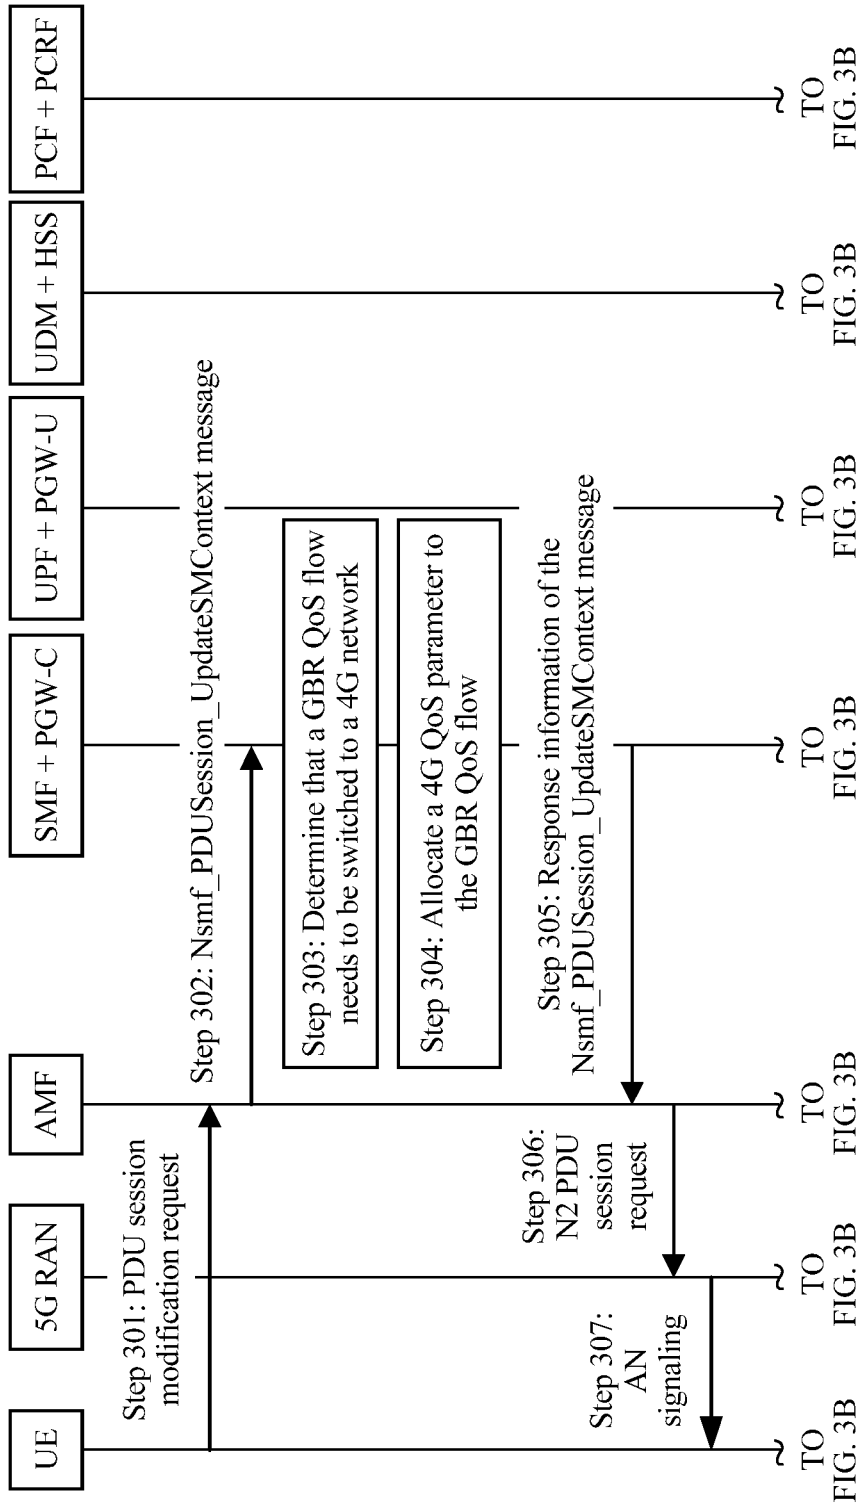 UE
5G RAN
AMF
SMF + PGW-C
UPF + PGW-U
UDM + HSS
PCF + PCRF
Step 301: PDU session
modification request
Step 302: Nsmf_PDUSession_UpdateSMContext message
Step 303: Determine that a GBR QoS flow
needs to be switched to a 4G network
Step 304: Allocate a 4G QoS parameter to
the GBR QoS flow
Step 305: Response information of the
Nsmf_PDUSession_UpdateSMContext message
Step 306:
N2 PDU
session
request
Step 307:
AN
signaling
TO
FIG. 3B
TO
FIG. 3B
TO
FIG. 3B
TO
FIG. 3B
TO
FIG. 3B
TO
FIG. 3B
TO
FIG. 3B